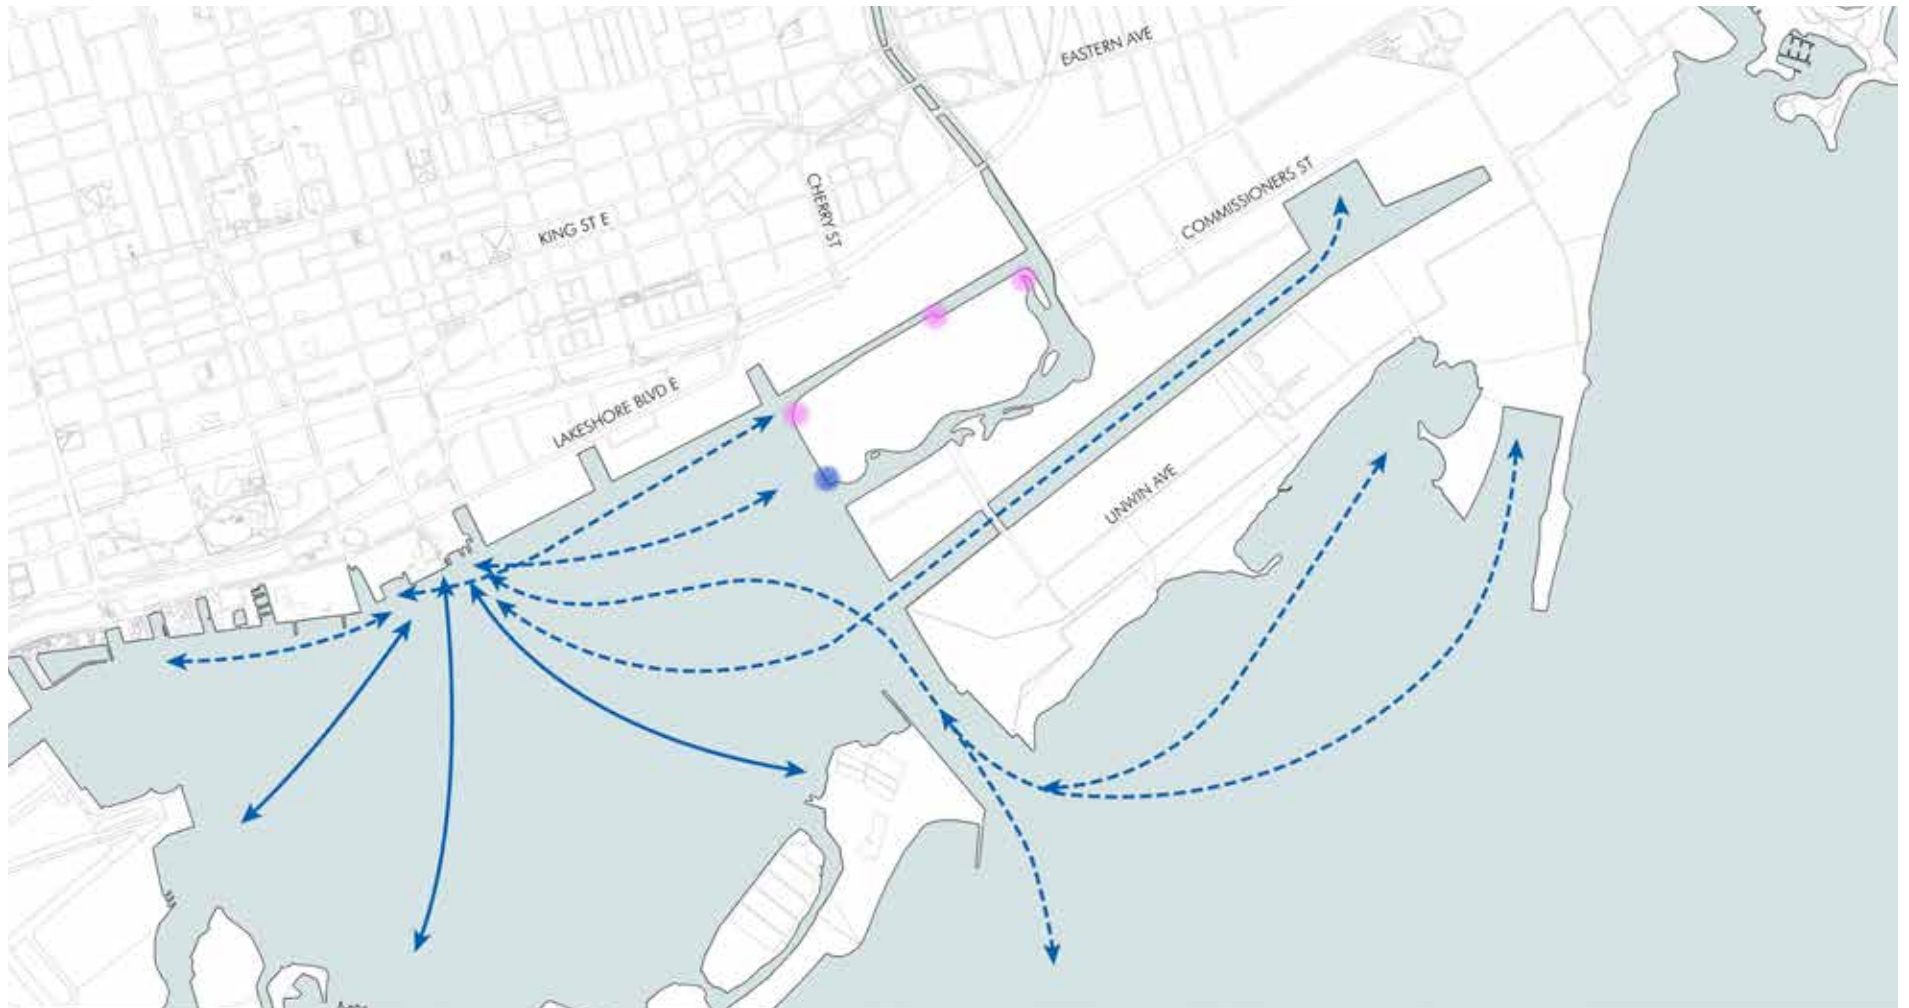 EASTERN AVE
CHERRY ST
COMMISSIONERS ST
KING ST E
LAKESHORE BLVD E
UNWIN AVE